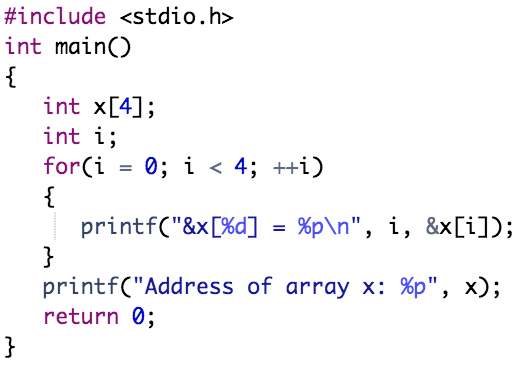 #include <stdio.h>
int main()
{
   int x[4];
   int i;
   for(i = 0; i < 4; ++i)
   {
      printf("&x[%d] = %p\n", i, &x[i]);
   }
   printf("Address of array x: %p", x);
   return 0;
}